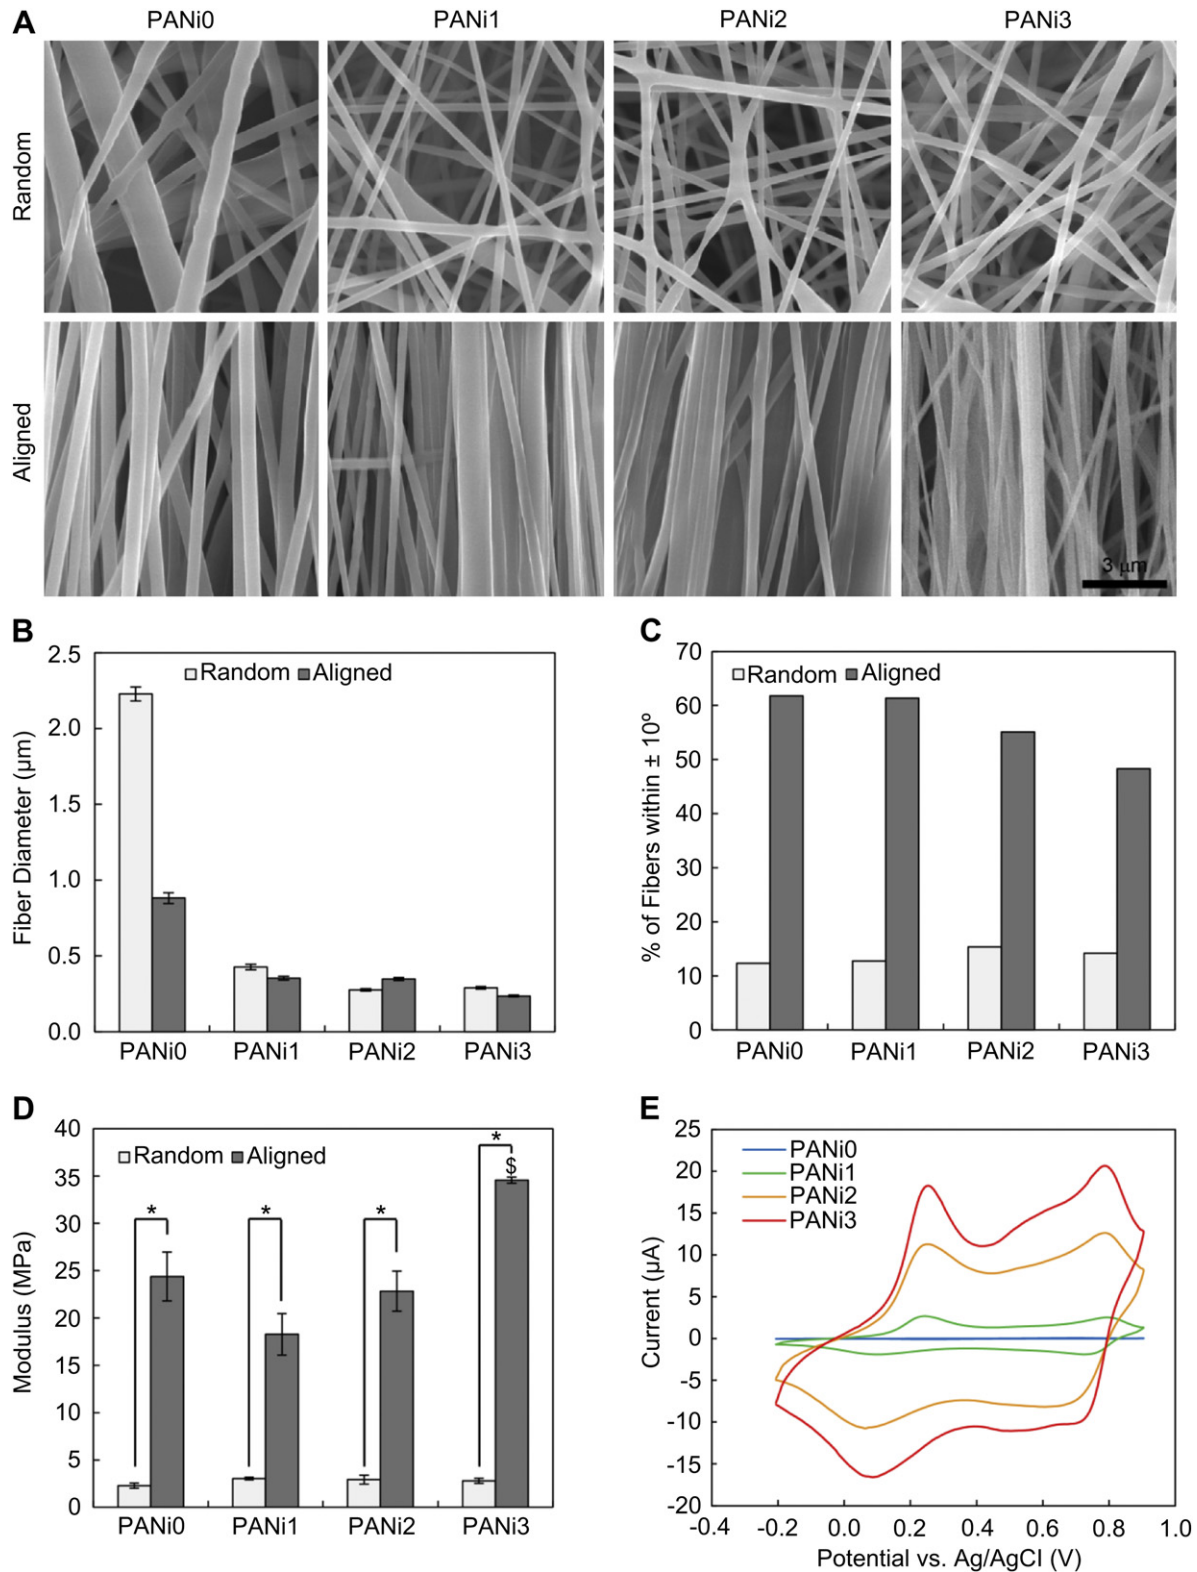 A
PANi0 PANi1 PANi2 PANi3
Random
Aligned
3 μm
B
Fiber Diameter (μm)
2.5
2.0
1.5
1.0
0.5
0.0
Random Aligned
PANi0 PANi1 PANi2 PANi3
C
% of Fibers within ± 10º
70
60
50
40
30
20
10
0
Random Aligned
PANi0 PANi1 PANi2 PANi3
D
Modulus (MPa)
40
35
30
25
20
15
10
5
0
Random Aligned
* * * *
$
PANi0 PANi1 PANi2 PANi3
E
Current (μA)
25
20
15
10
5
0
-5
-10
-15
-20
PANi0
PANi1
PANi2
PANi3
-0.4 -0.2 0.0 0.2 0.4 0.6 0.8 1.0
Potential vs. Ag/AgCl (V)